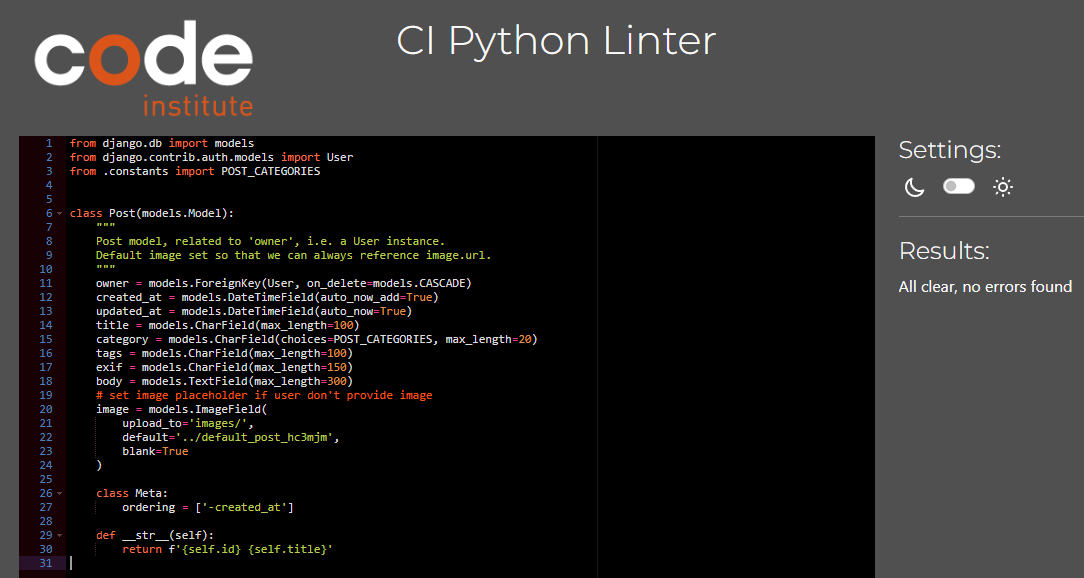 code
institute
CI Python Linter
1 from django.db import models
2 from django.contrib.auth.models import User
3 from .constants import POST_CATEGORIES
4
5
6 class Post(models.Model):
7     """
8     Post model, related to 'owner', i.e. a User instance.
9     Default image set so that we can always reference image.url.
10     """
11     owner = models.ForeignKey(User, on_delete=models.CASCADE)
12     created_at = models.DateTimeField(auto_now_add=True)
13     updated_at = models.DateTimeField(auto_now=True)
14     title = models.CharField(max_length=100)
15     category = models.CharField(choices=POST_CATEGORIES, max_length=20)
16     tags = models.CharField(max_length=100)
17     exif = models.CharField(max_length=150)
18     body = models.TextField(max_length=300)
19     # set image placeholder if user don't provide image
20     image = models.ImageField(
21         upload_to='images/',
22         default='../default_post_hc3mjm',
23         blank=True
24     )
25
26     class Meta:
27         ordering = ['-created_at']
28
29     def __str__(self):
30         return f'{self.id} {self.title}'
31
Settings:
Results:
All clear, no errors found